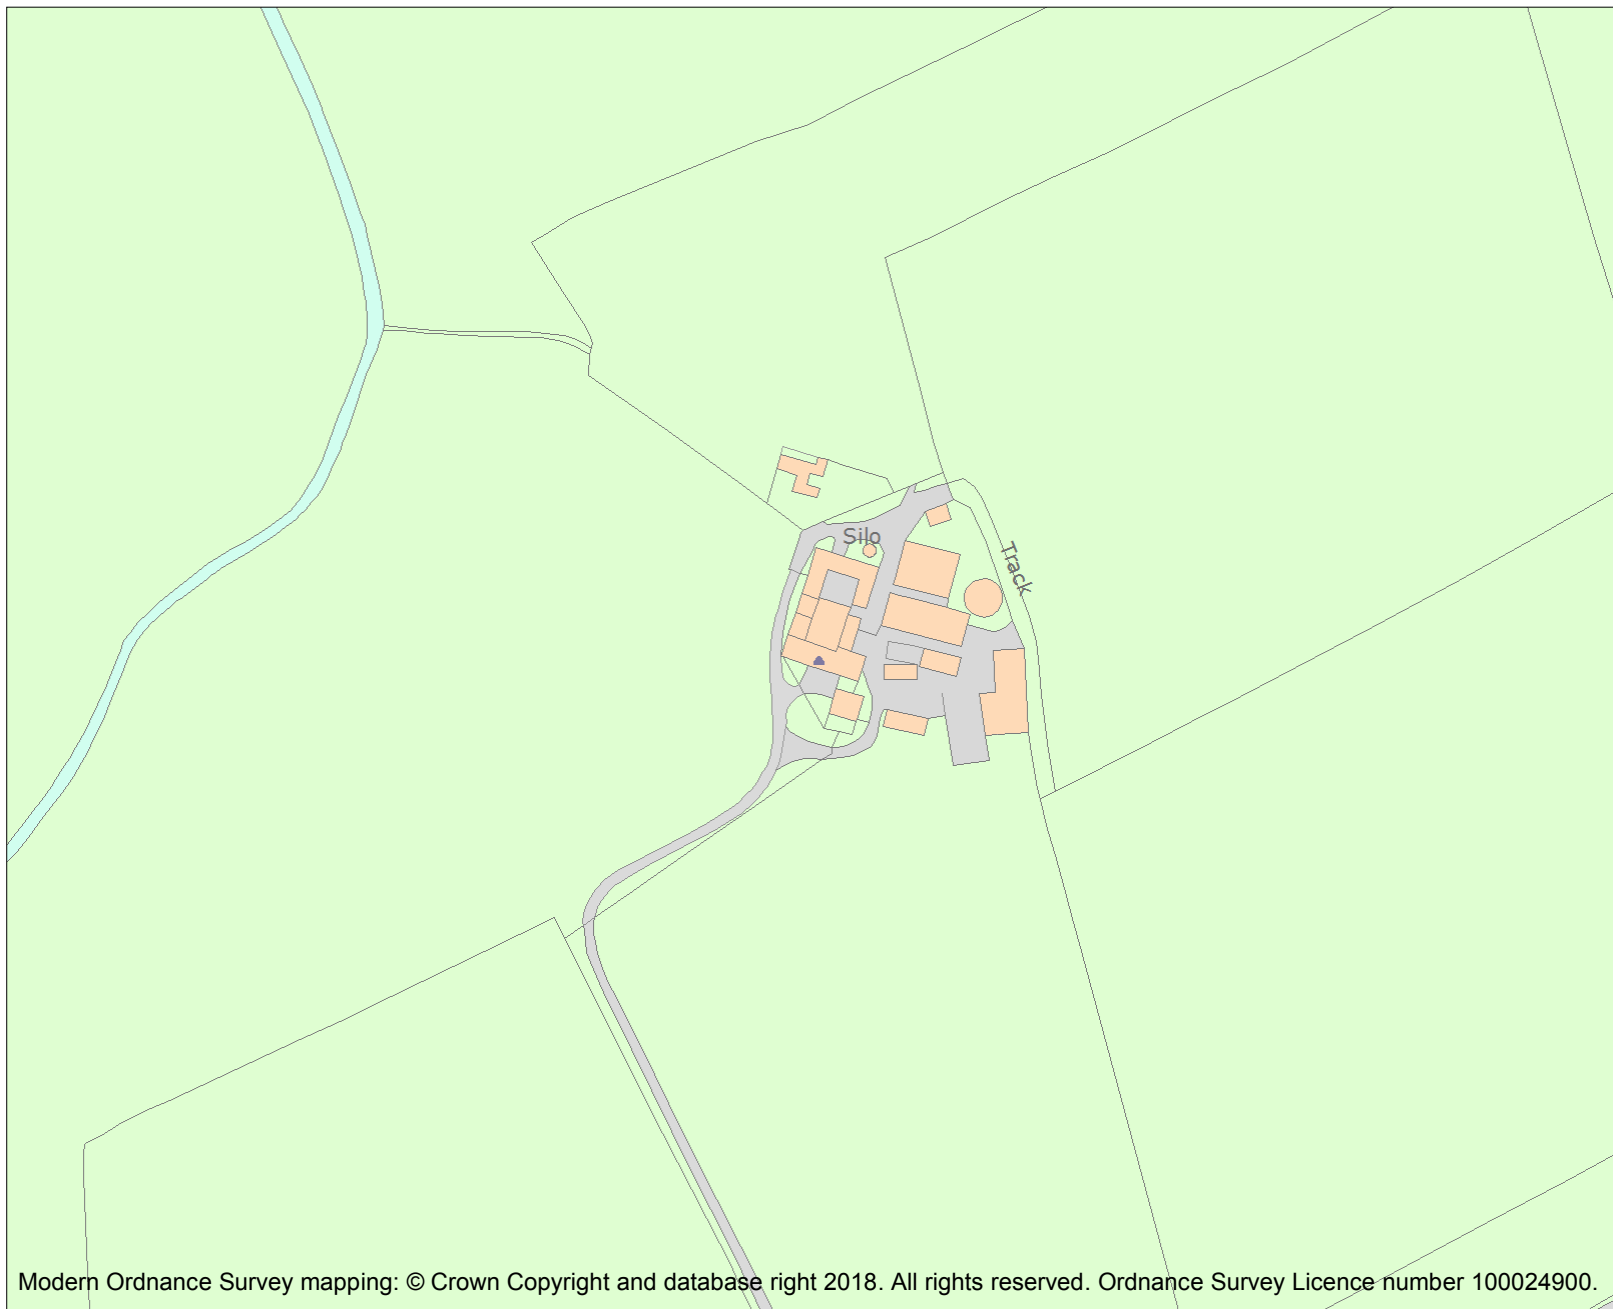 Silo
Track
Modern Ordnance Survey mapping: © Crown Copyright and database right 2018. All rights reserved. Ordnance Survey Licence number 100024900.